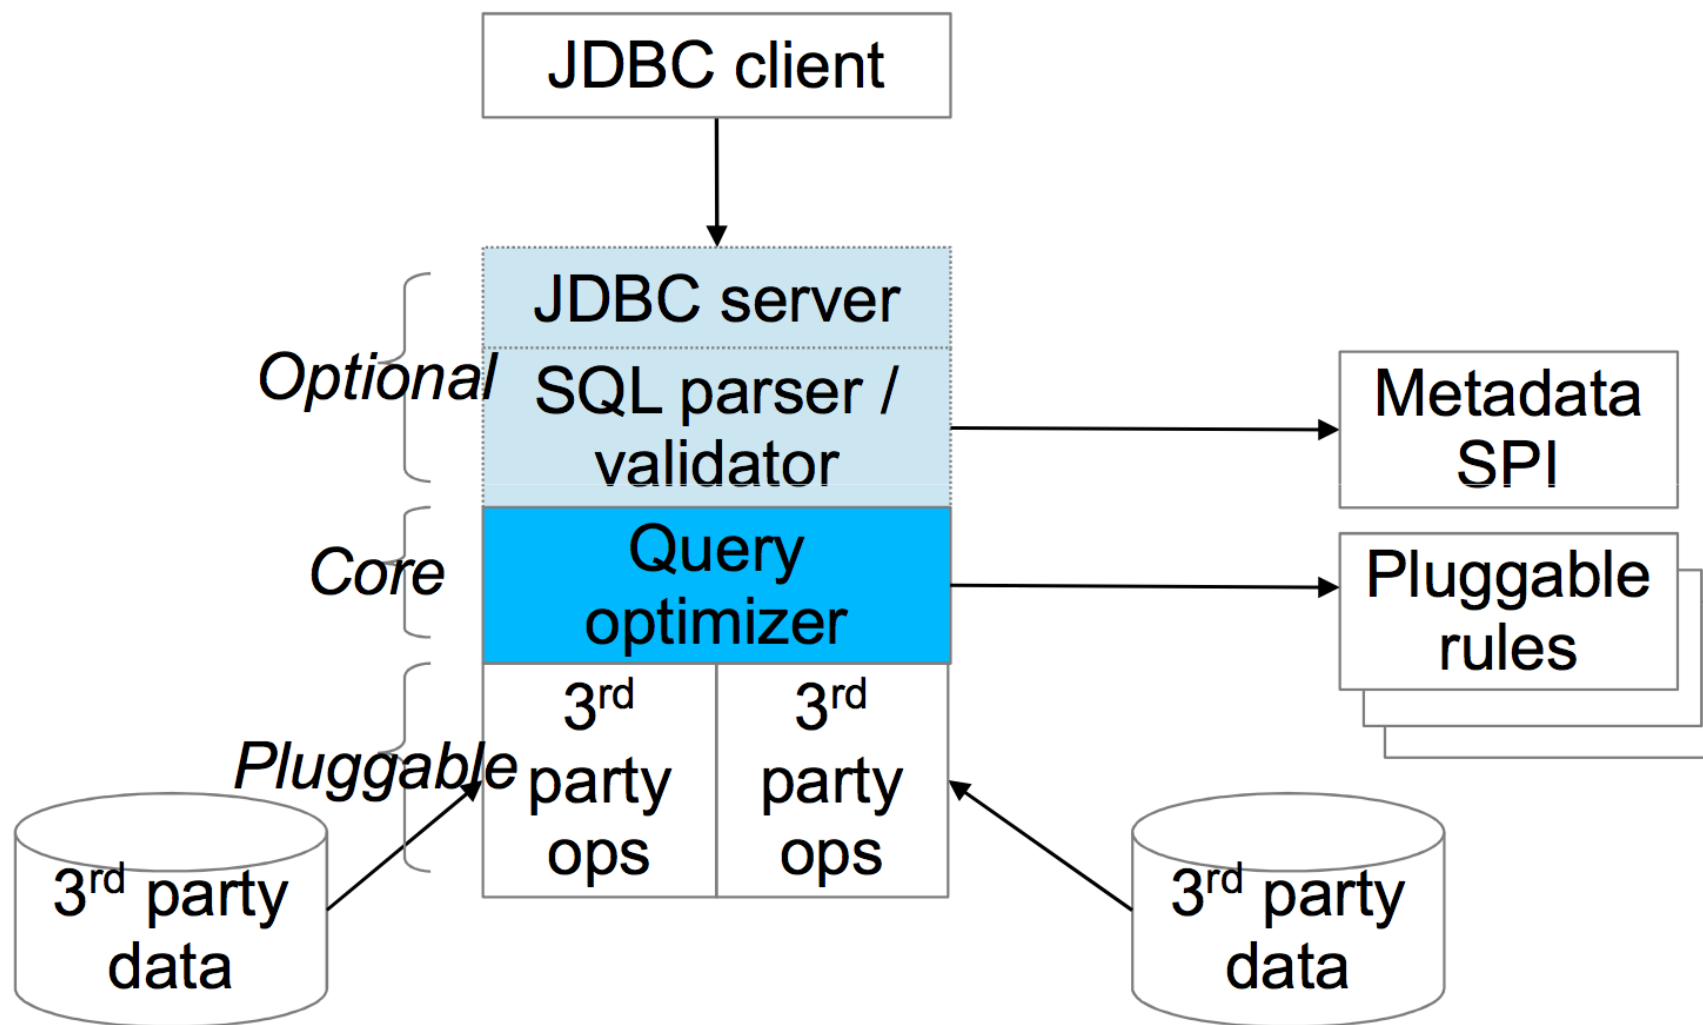 JDBC client
JDBC server
Optional
SQL parser /
validator
Metadata
SPI
Core
Query
optimizer
Pluggable
rules
Pluggable
3rd
party
ops
3rd
party
ops
3rd party
data
3rd party
data